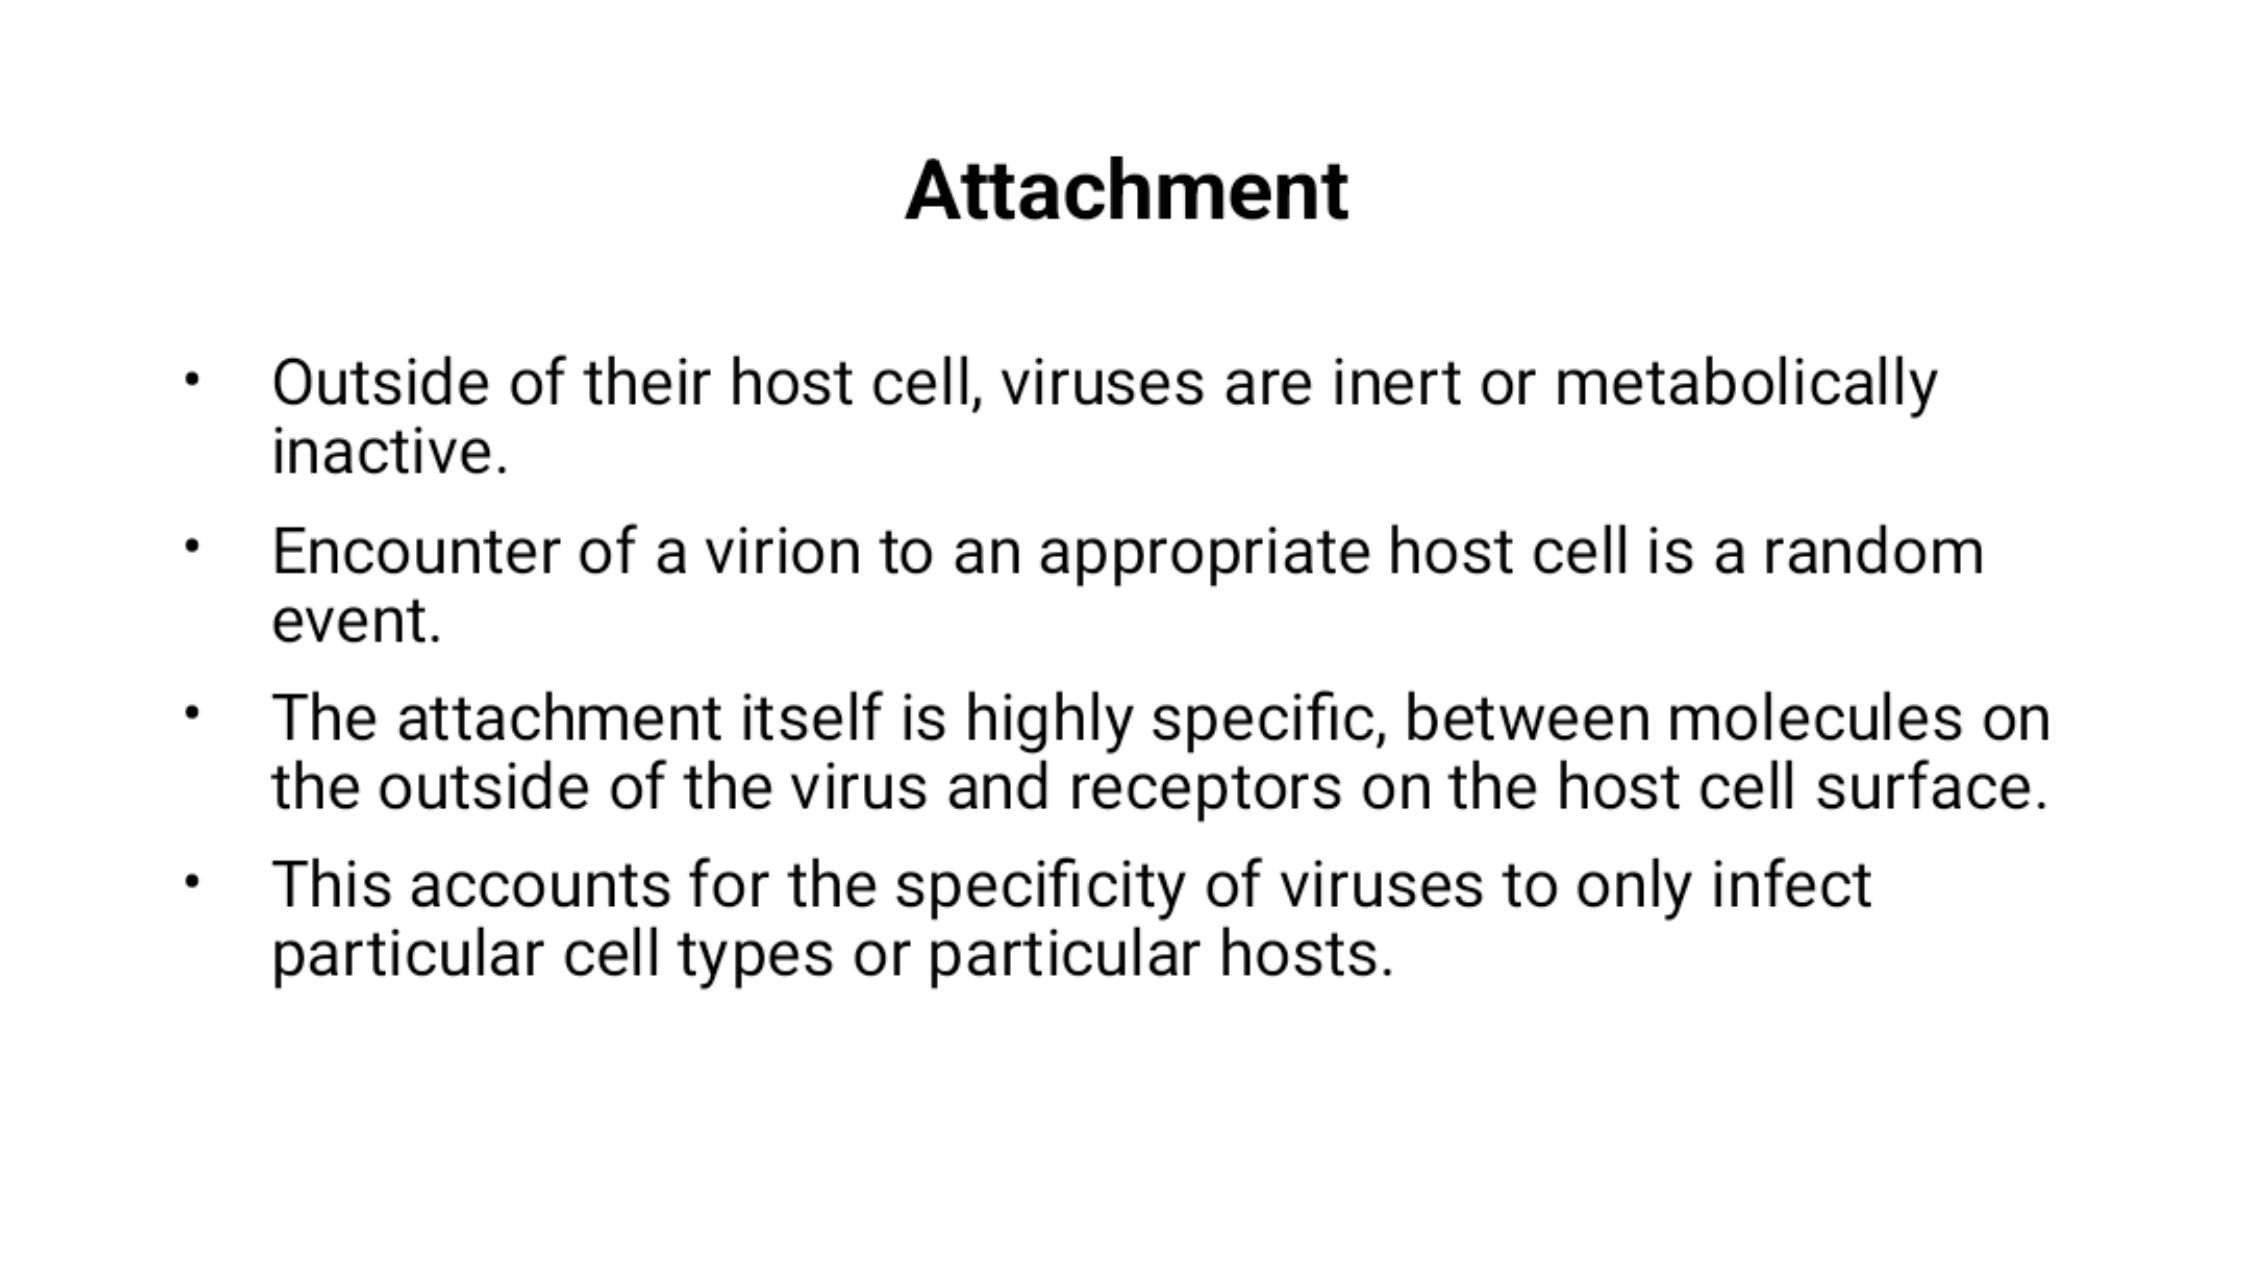 Attachment
• Outside of their host cell, viruses are inert or metabolically
inactive.
• Encounter of a virion to an appropriate host cell is a random
event.
• The attachment itself is highly specific, between molecules on
the outside of the virus and receptors on the host cell surface.
• This accounts for the specificity of viruses to only infect
particular cell types or particular hosts.